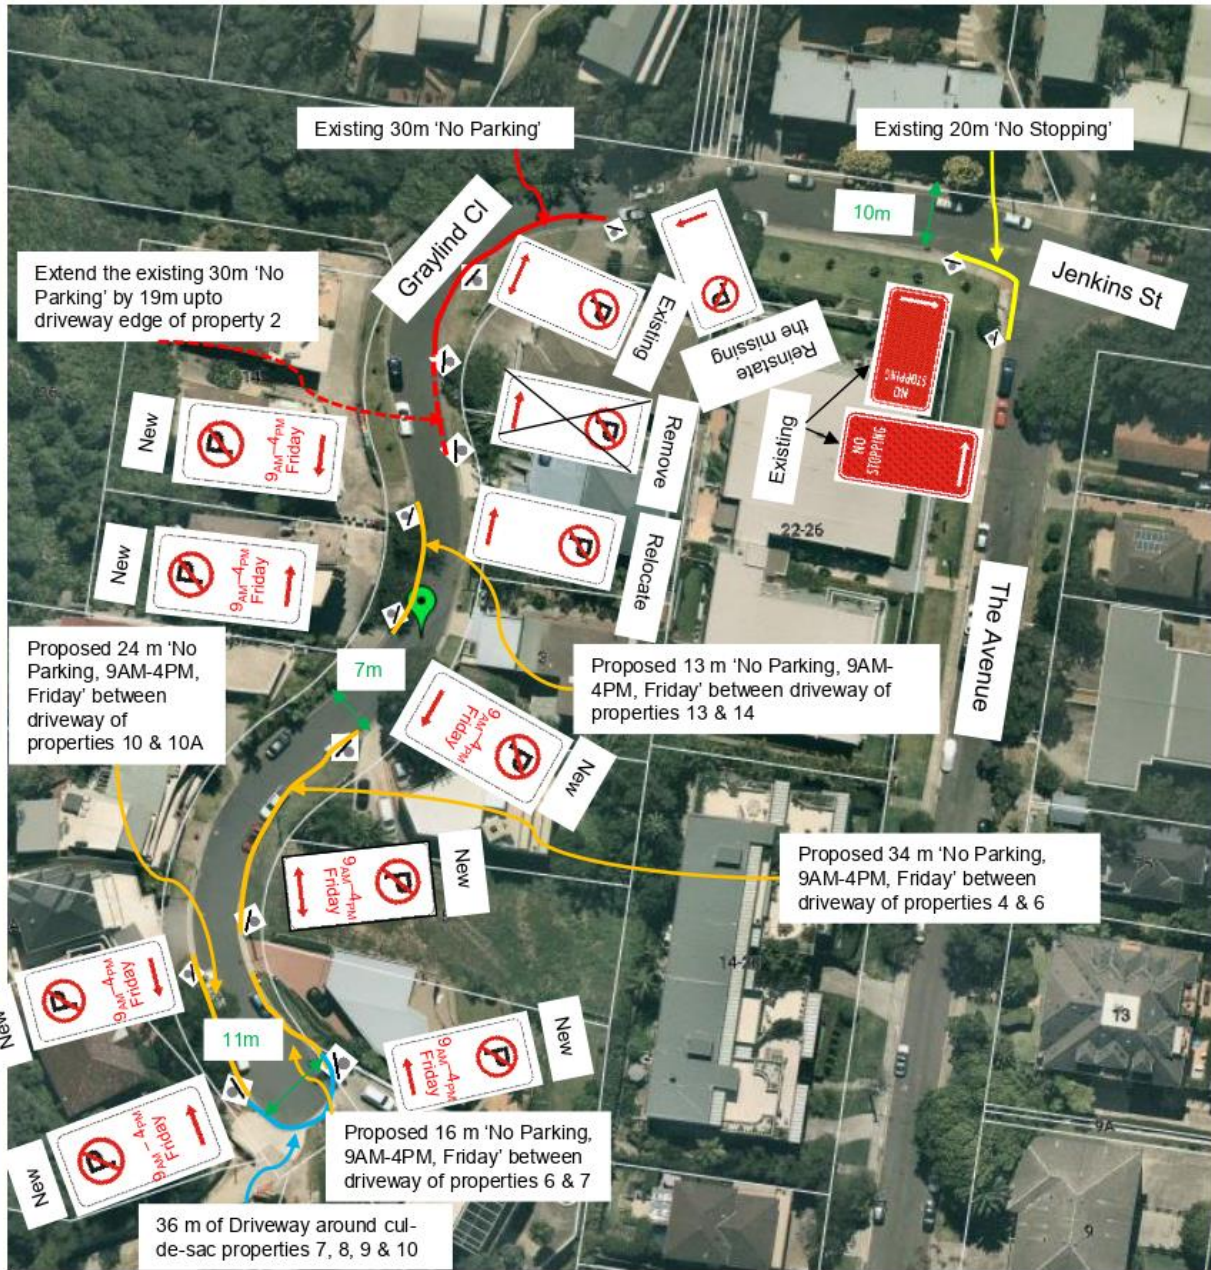 Existing 30m 'No Parking'
Existing 20m 'No Stopping'
10m
Graylind Cl
Jenkins St
Extend the existing 30m 'No
Parking' by 19m upto
driveway edge of property 2
Existing
Reinstate
the missing
NO
STOPPING
Existing
NO
STOPPING
14
New
9AM–4PM
Friday
Remove
22-26
New
9AM–4PM
Friday
Relocate
The Avenue
Proposed 24 m 'No
Parking, 9AM-4PM,
Friday' between
driveway of
properties 10 & 10A
7m
Proposed 13 m 'No Parking, 9AM-
4PM, Friday' between driveway of
properties 13 & 14
9AM–4PM
Friday
New
9AM–4PM
Friday
New
Proposed 34 m 'No Parking,
9AM-4PM, Friday' between
driveway of properties 4 & 6
9AM–4PM
Friday
New
13
11m
9AM–4PM
Friday
New
9AM–4PM
Friday
New
Proposed 16 m 'No Parking,
9AM-4PM, Friday' between
driveway of properties 6 & 7
9A
9
36 m of Driveway around cul-
de-sac properties 7, 8, 9 & 10